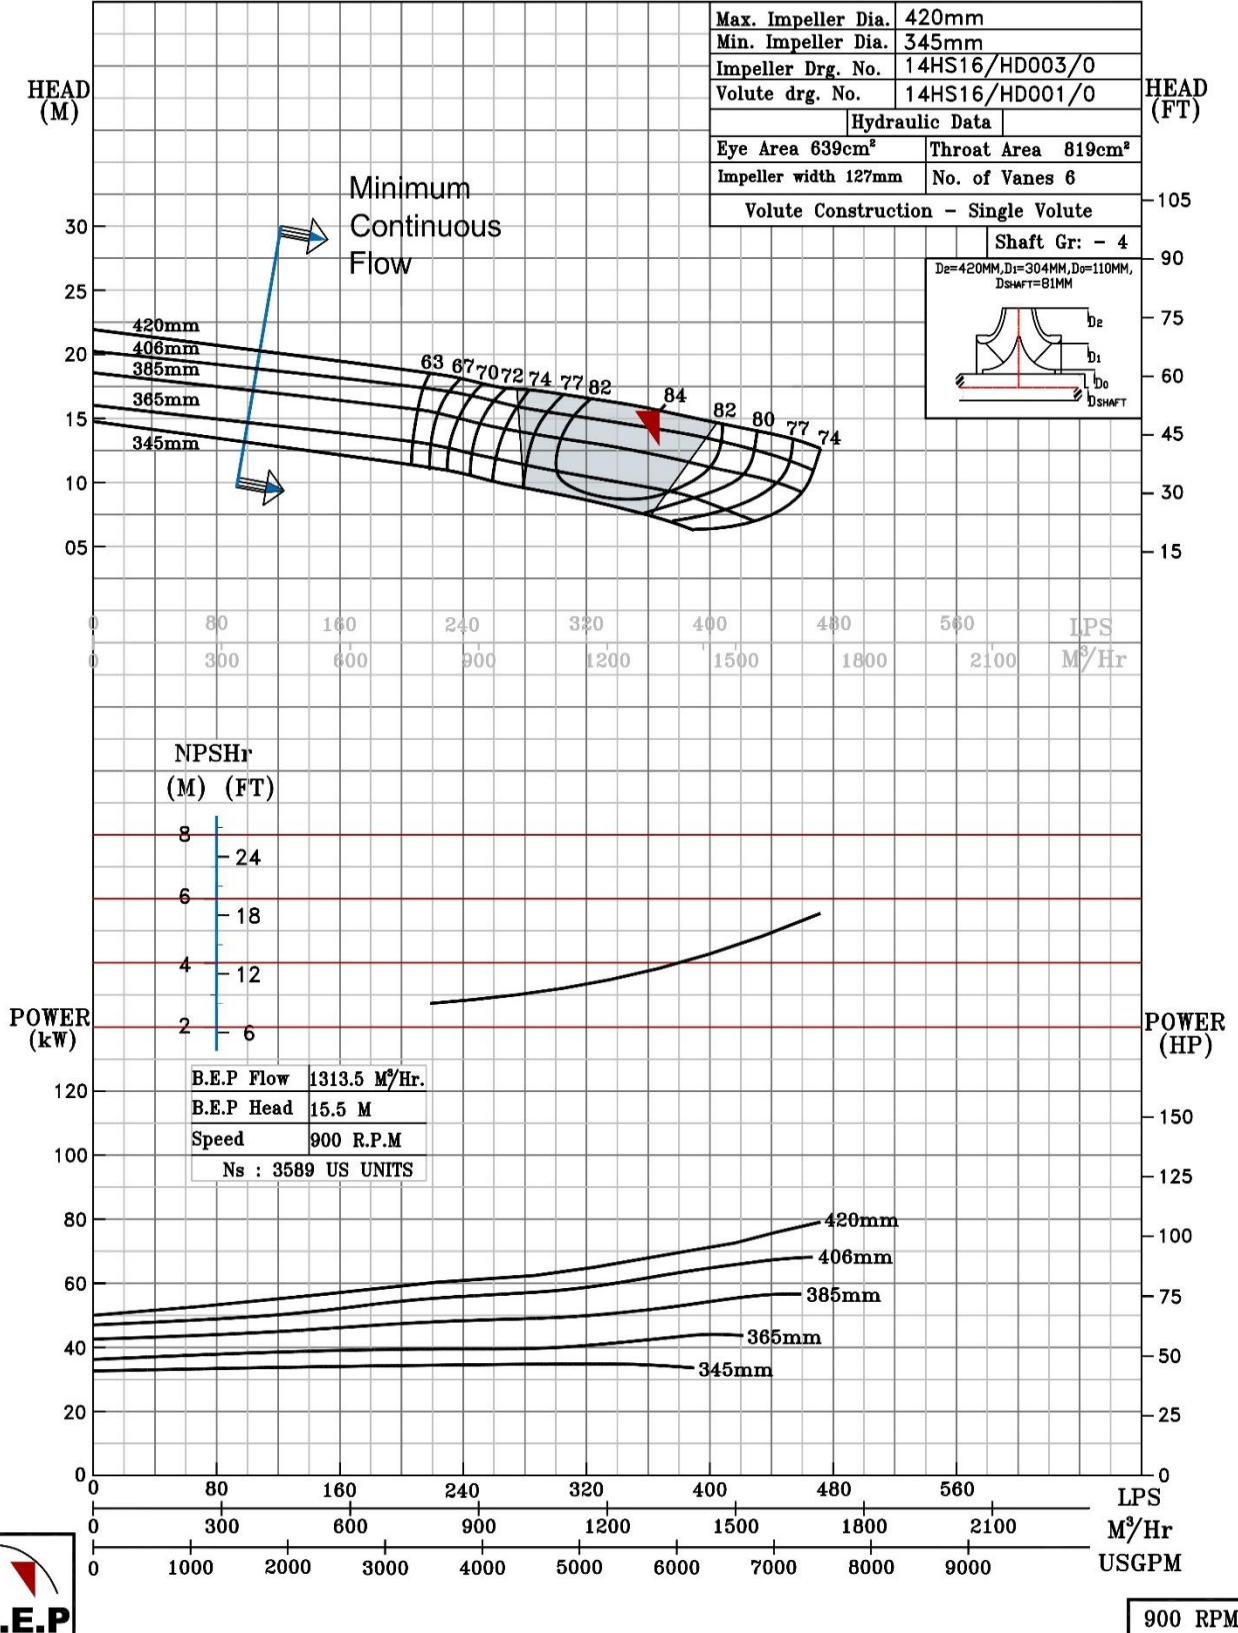 Max. Impeller Dia. 420mm
Min. Impeller Dia. 345mm
Impeller Drg. No. 14HS16/HD003/0
Volute drg. No. 14HS16/HD001/0
Hydraulic Data
Eye Area 639cm² Throat Area 819cm²
Impeller width 127mm No. of Vanes 6
Volute Construction - Single Volute
Shaft Gr: - 4
D2=420MM,D1=304MM,D0=110MM,
DSHAFT=81MM
D2
D1
D0
DSHAFT
HEAD
(M)
HEAD
(FT)
Minimum
Continuous
Flow
30
25
20
15
10
05
105
90
75
60
45
30
15
420mm
406mm
385mm
365mm
345mm
63 67 70 72 74 77 82 84 82 80 77 74
0 80 160 240 320 400 480 560 LPS
0 300 600 900 1200 1500 1800 2100 M³/Hr
NPSHr
(M) (FT)
8
24
6
18
4
12
2
6
POWER
(kW)
POWER
(HP)
B.E.P Flow 1313.5 M³/Hr.
B.E.P Head 15.5 M
Speed 900 R.P.M
Ns : 3589 US UNITS
120
100
80
60
40
20
0
150
125
100
75
50
25
0
420mm
406mm
385mm
365mm
345mm
0 80 160 240 320 400 480 560 LPS
0 300 600 900 1200 1500 1800 2100 M³/Hr
0 1000 2000 3000 4000 5000 6000 7000 8000 9000 USGPM
.E.P
900 RPM